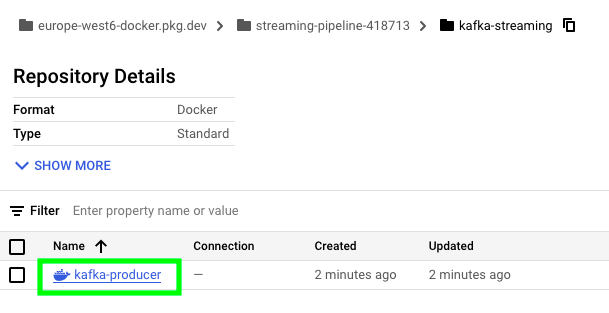 europe-west6-docker.pkg.dev > streaming-pipeline-418713 > kafka-streaming
Repository Details
Format Docker
Type Standard
SHOW MORE
Filter Enter property name or value
Name ↑ Connection Created Updated
kafka-producer — 2 minutes ago 2 minutes ago